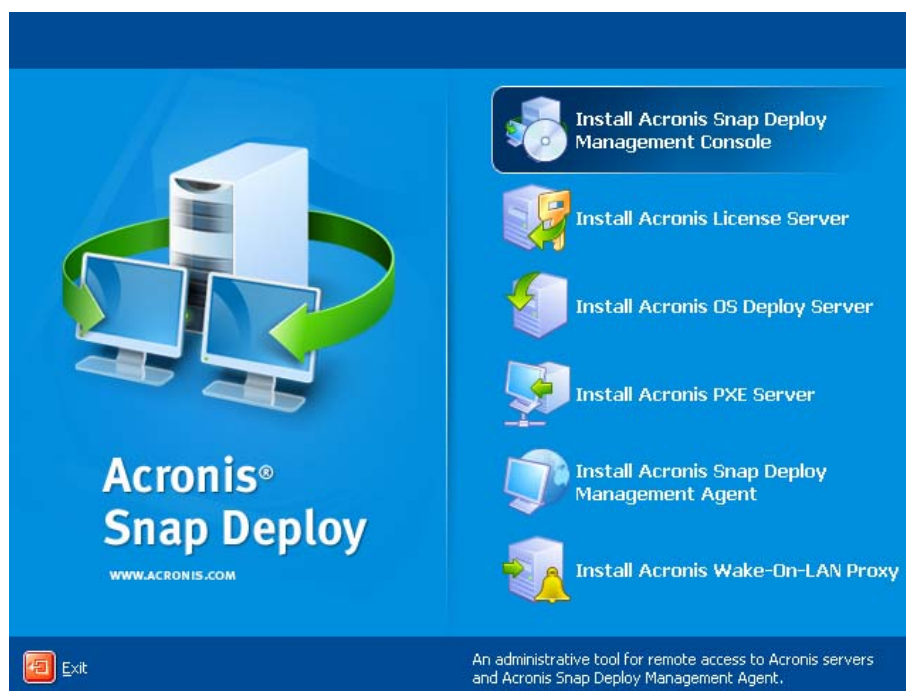 Install Acronis Snap Deploy
Management Console
Install Acronis License Server
Install Acronis OS Deploy Server
Install Acronis PXE Server
Install Acronis Snap Deploy
Management Agent
Install Acronis Wake-On-LAN Proxy
Acronis®
Snap Deploy
WWW.ACRONIS.COM
Exit
An administrative tool for remote access to Acronis servers
and Acronis Snap Deploy Management Agent.